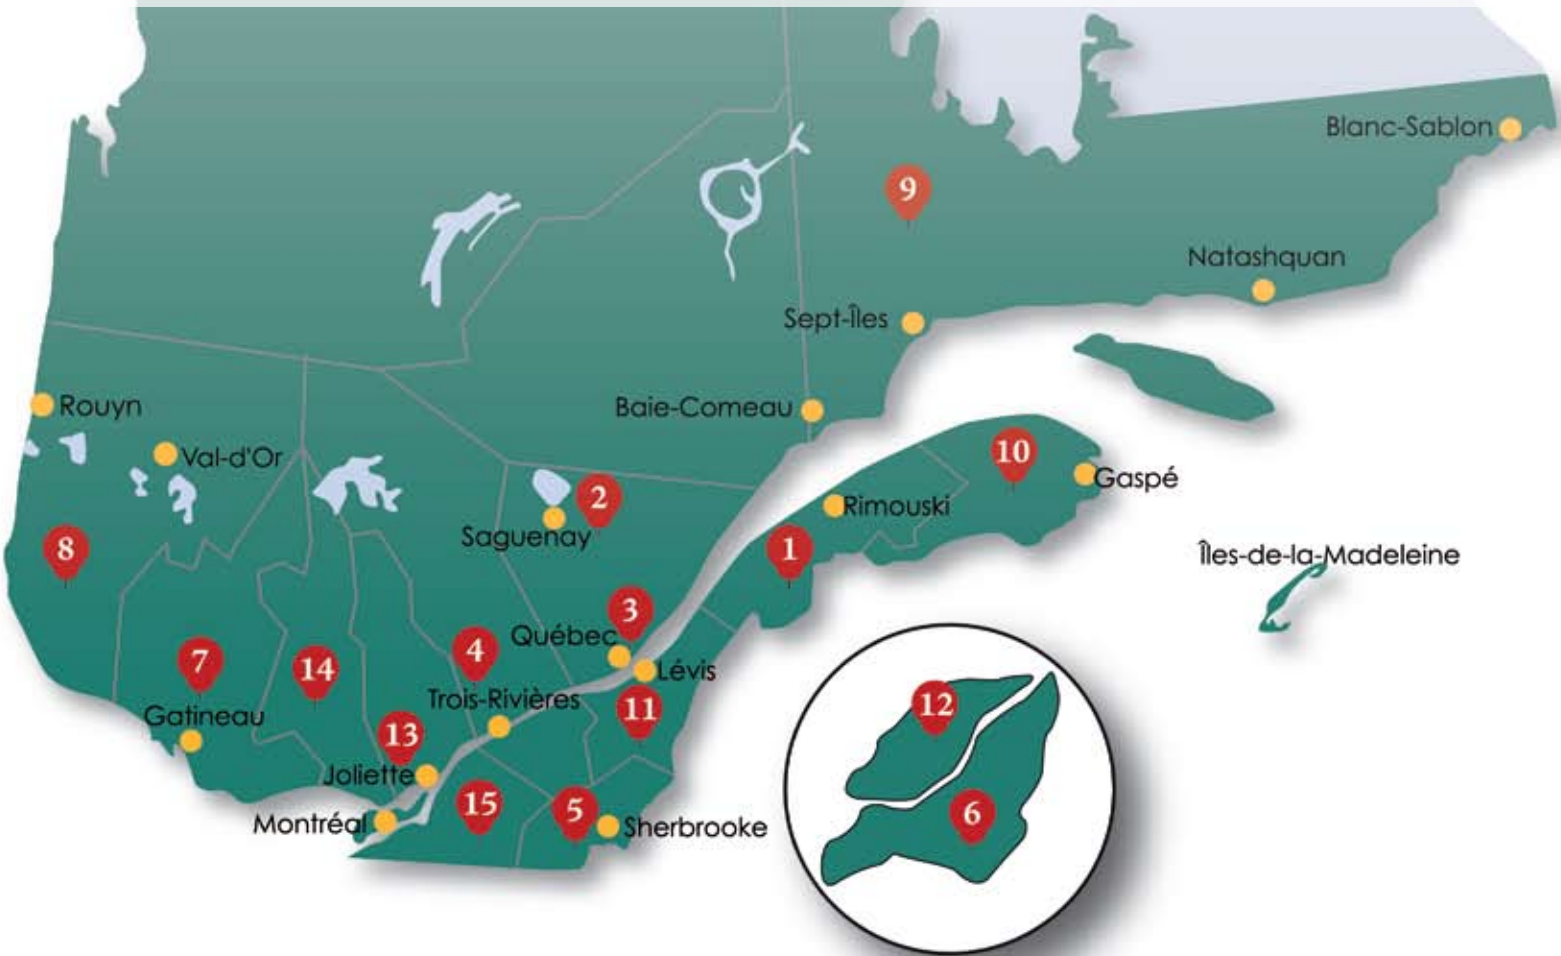 Blanc-Sablon
9
Natashquan
Sept-Îles
Rouyn
Baie-Comeau
Val-d'Or
10
Gaspé
2
Rimouski
Saguenay
8
1
Îles-de-la-Madeleine
3
Québec
7
14
4
Lévis
Trois-Rivières
12
11
Gatineau
13
Joliette
15
5
6
Montréal
Sherbrooke